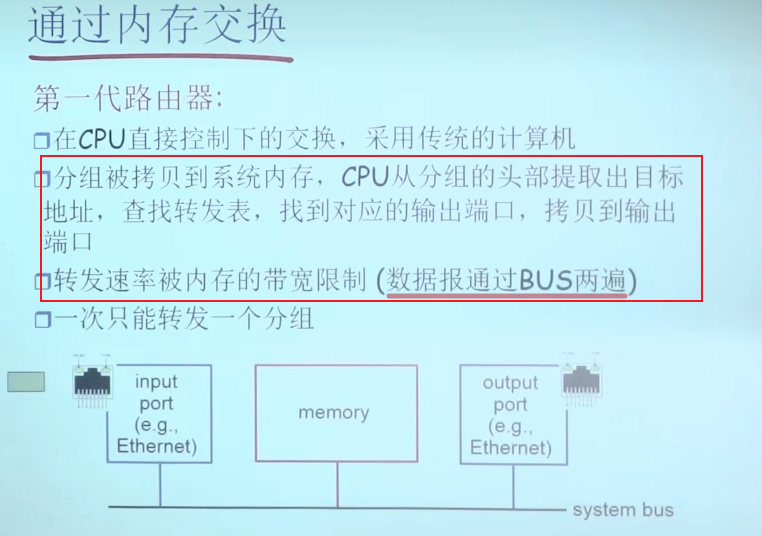 通过内存交换
第一代路由器:
在CPU直接控制下的交换，采用传统的计算机
分组被拷贝到系统内存，CPU从分组的头部提取出目标
地址，查找转发表，找到对应的输出端口，拷贝到输出
端口
转发速率被内存的带宽限制 (数据报通过BUS两遍)
一次只能转发一个分组
input
port
(e.g.,
Ethernet)
memory
output
port
(e.g.,
Ethernet)
system bus